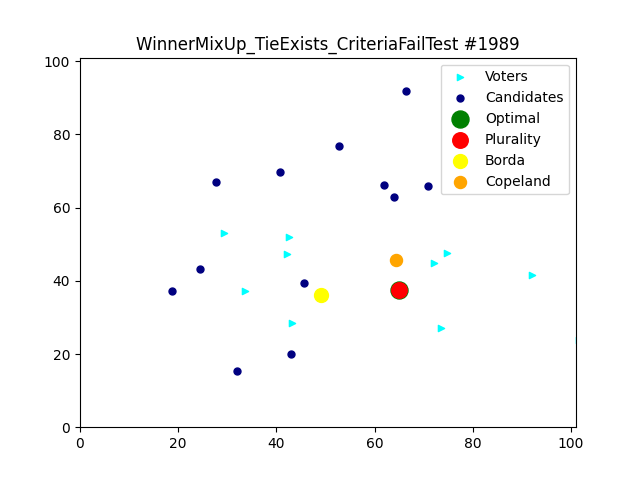 WinnerMixUp_TieExists_CriteriaFailTest #1989
100
80
60
40
20
0
0 20 40 60 80 100
Voters
Candidates
Optimal
Plurality
Borda
Copeland